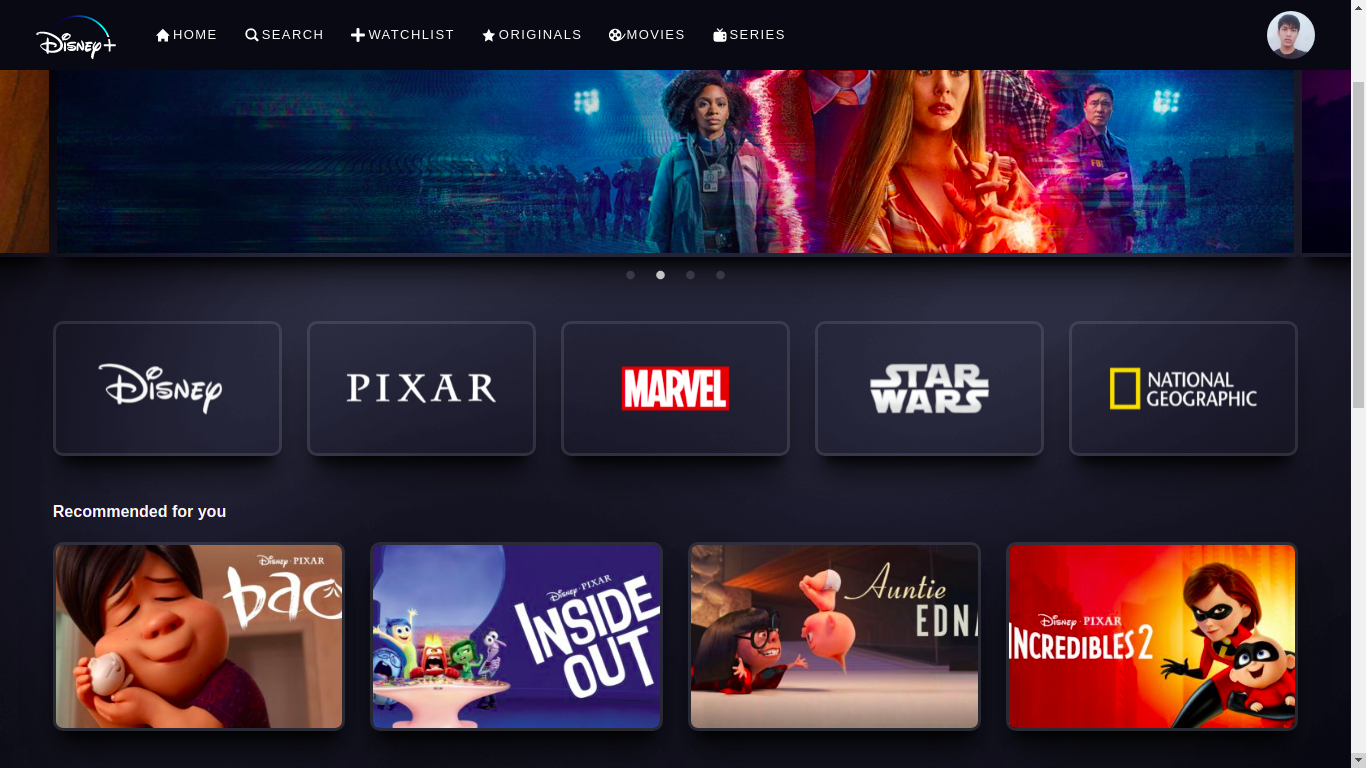 Disney+ HOME SEARCH WATCHLIST ORIGINALS MOVIES SERIES
FBI
Disney PIXAR MARVEL STAR WARS NATIONAL GEOGRAPHIC
Recommended for you
Disney · PIXAR
bao
Disney · PIXAR
INSIDE
OUT
Auntie
EDNA
Disney · PIXAR
INCREDIBLES 2